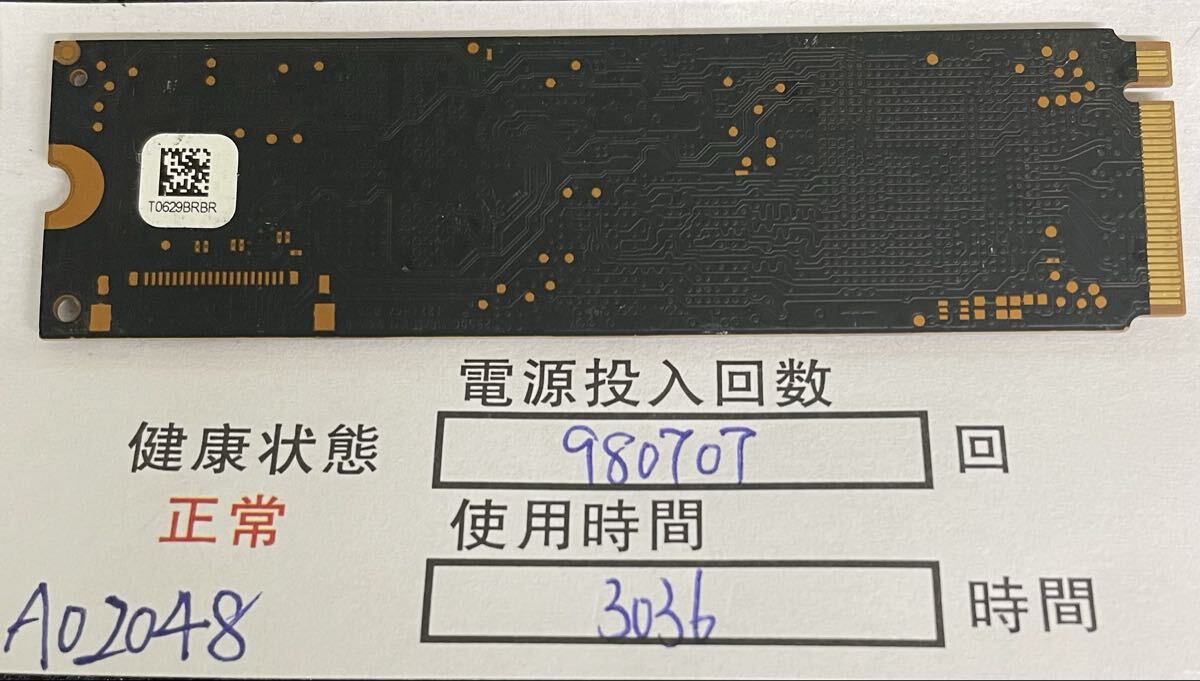 T0629BRBR
電源投入回数
健康状態 980707 回
正常 使用時間
A02048 3036 時間